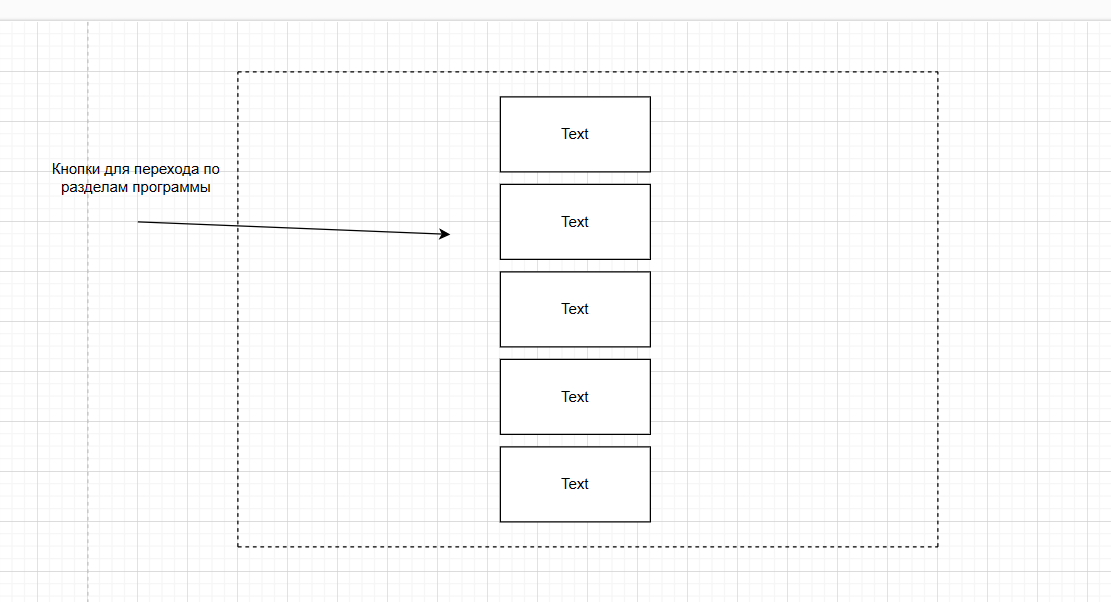 Text
Кнопки для перехода по
разделам программы
Text
Text
Text
Text